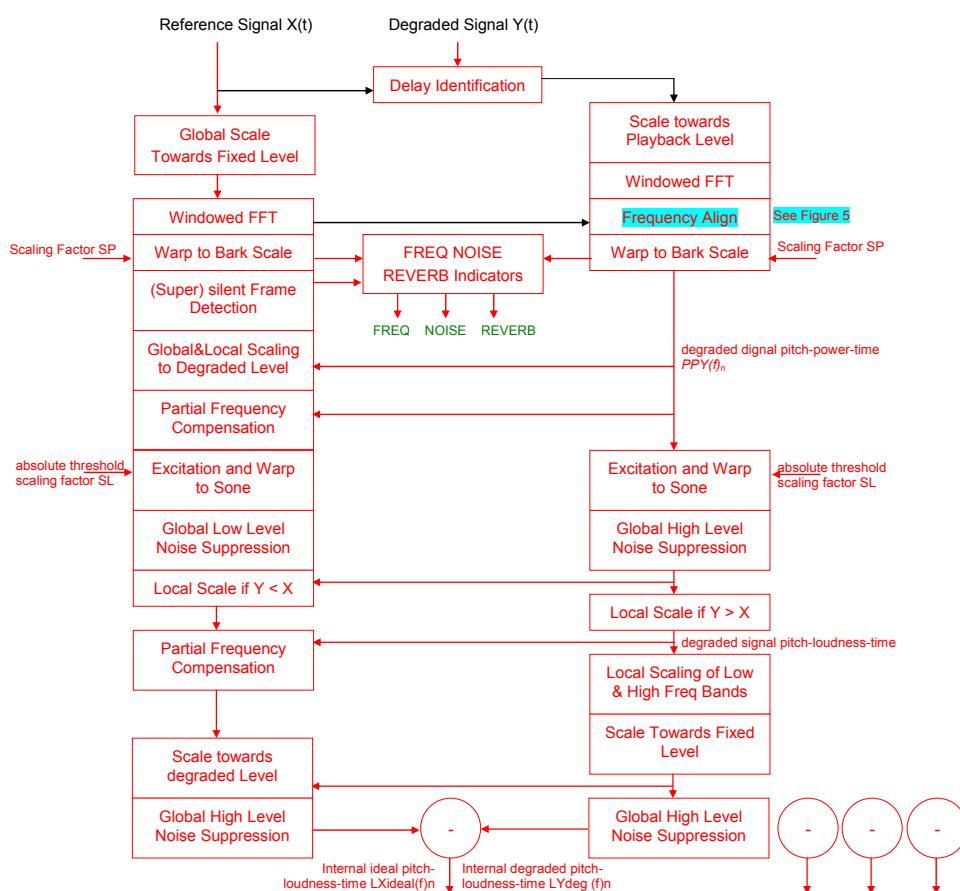 Reference Signal X(t)
Degraded Signal Y(t)
Delay Identification
Global Scale
Towards Fixed Level
Scale towards
Playback Level
Windowed FFT
Windowed FFT
Frequency Align
See Figure 5
Scaling Factor SP
Warp to Bark Scale
FREQ NOISE
REVERB Indicators
Warp to Bark Scale
Scaling Factor SP
(Super) silent Frame
Detection
FREQ
NOISE
REVERB
Global&Local Scaling
to Degraded Level
degraded dignal pitch-power-time
PPY(f)n
Partial Frequency
Compensation
absolute threshold
scaling factor SL
Excitation and Warp
to Sone
Excitation and Warp
to Sone
absolute threshold
scaling factor SL
Global Low Level
Noise Suppression
Global High Level
Noise Suppression
Local Scale if Y < X
Local Scale if Y > X
Partial Frequency
Compensation
degraded signal pitch-loudness-time
Local Scaling of Low
& High Freq Bands
Scale Towards Fixed
Level
Scale towards
degraded Level
Global High Level
Noise Suppression
-
Global High Level
Noise Suppression
-
-
-
Internal ideal pitch-
loudness-time LXideal(f)n
Internal degraded pitch-
loudness-time LYdeg (f)n